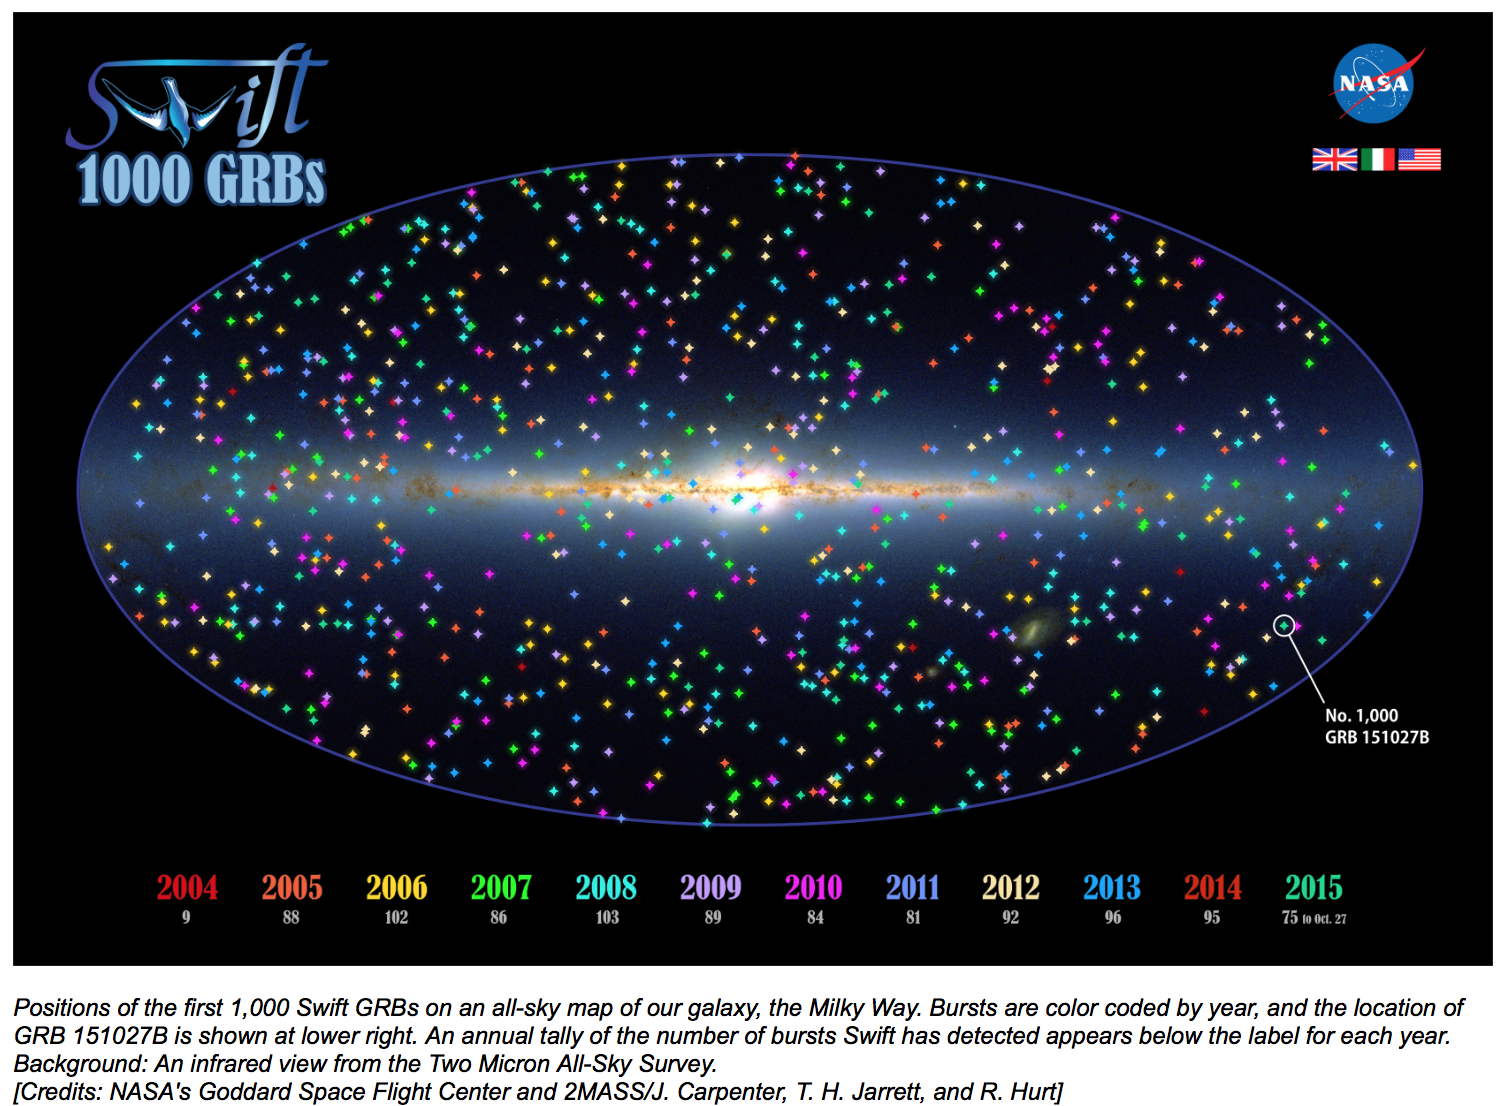 Swift
1000 GRBs
NASA
No. 1,000
GRB 151027B
2004 2005 2006 2007 2008 2009 2010 2011 2012 2013 2014 2015
9 88 102 86 103 89 84 81 92 96 95 75 to Oct. 27
Positions of the first 1,000 Swift GRBs on an all-sky map of our galaxy, the Milky Way. Bursts are color coded by year, and the location of
GRB 151027B is shown at lower right. An annual tally of the number of bursts Swift has detected appears below the label for each year.
Background: An infrared view from the Two Micron All-Sky Survey.
[Credits: NASA's Goddard Space Flight Center and 2MASS/J. Carpenter, T. H. Jarrett, and R. Hurt]